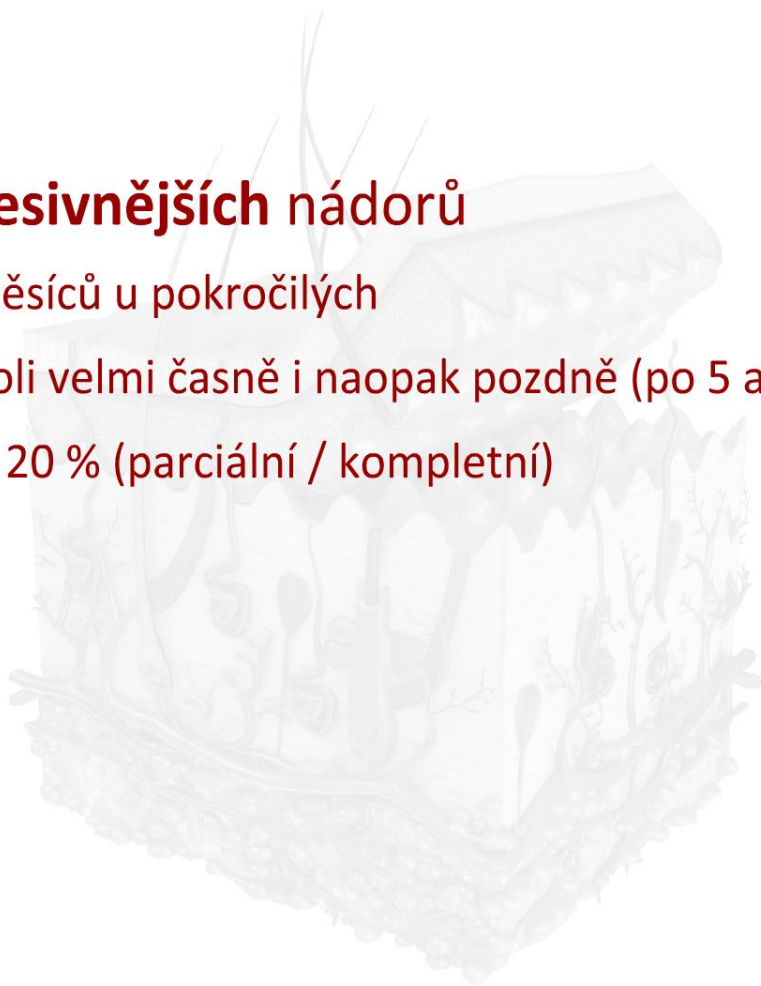 esivnějších nádorů
ěsíců u pokročilých
oli velmi časně i naopak pozdně (po 5 a
20 % (parciální / kompletní)